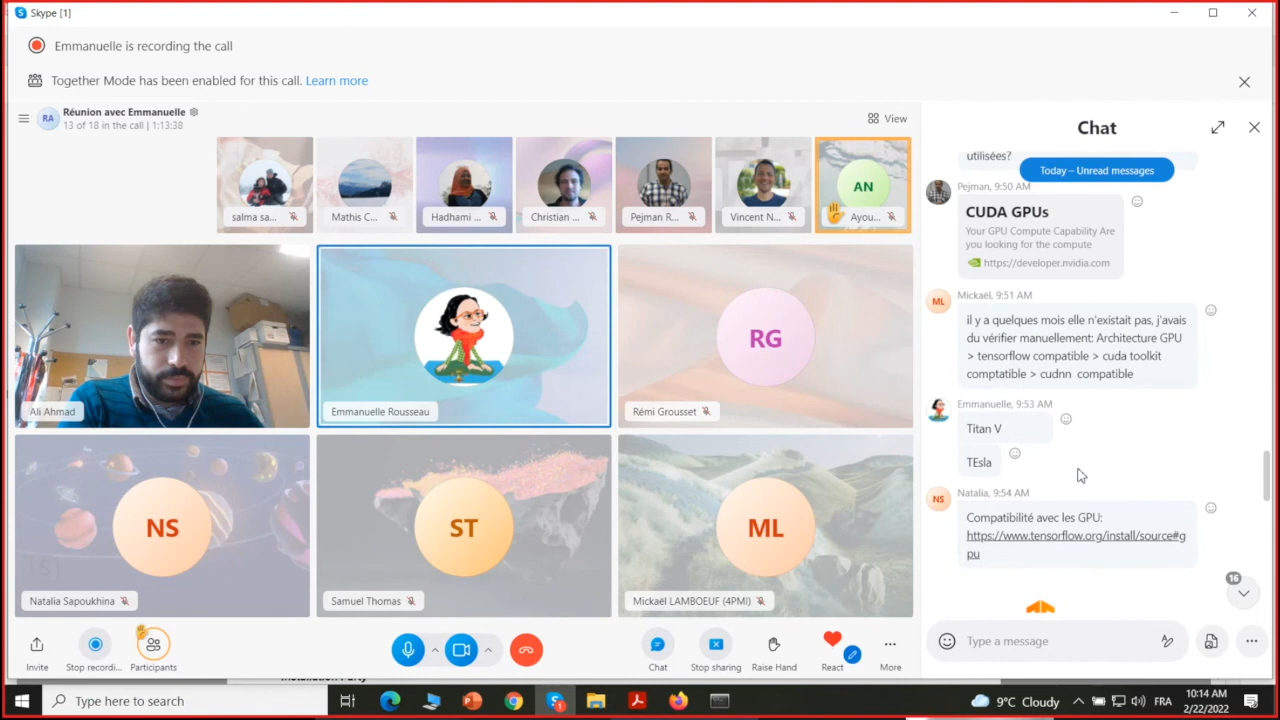 Skype [1]
Emmanuelle is recording the call
Together Mode has been enabled for this call. Learn more
RA
Réunion avec Emmanuelle
13 of 18 in the call | 1:13:38
View
salma sa...
Mathis C...
Hadhami ...
Christian ...
Pejman R...
Vincent N...
AN
Ayou...
Ali Ahmad
Emmanuelle Rousseau
RG
Rémi Grousset
NS
Natalia Sapoukhina
ST
Samuel Thomas
ML
Mickaël LAMBOEUF (4PMI)
Invite
Stop recordi...
Participants
Chat
Stop sharing
Raise Hand
React
More
Chat
utilisées?
Today – Unread messages
Pejman, 9:50 AM
CUDA GPUs
Your GPU Compute Capability Are
you looking for the compute
https://developer.nvidia.com
ML
Mickaël, 9:51 AM
il y a quelques mois elle n'existait pas, j'avais
du vérifier manuellement: Architecture GPU
> tensorflow compatible > cuda toolkit
comptatible > cudnn compatible
Emmanuelle, 9:53 AM
Titan V
TEsla
NS
Natalia, 9:54 AM
Compatibilité avec les GPU:
https://www.tensorflow.org/install/source#g
pu
16
Type a message
Installation Party
Type here to search
9°C Cloudy
FRA
10:14 AM
2/22/2022